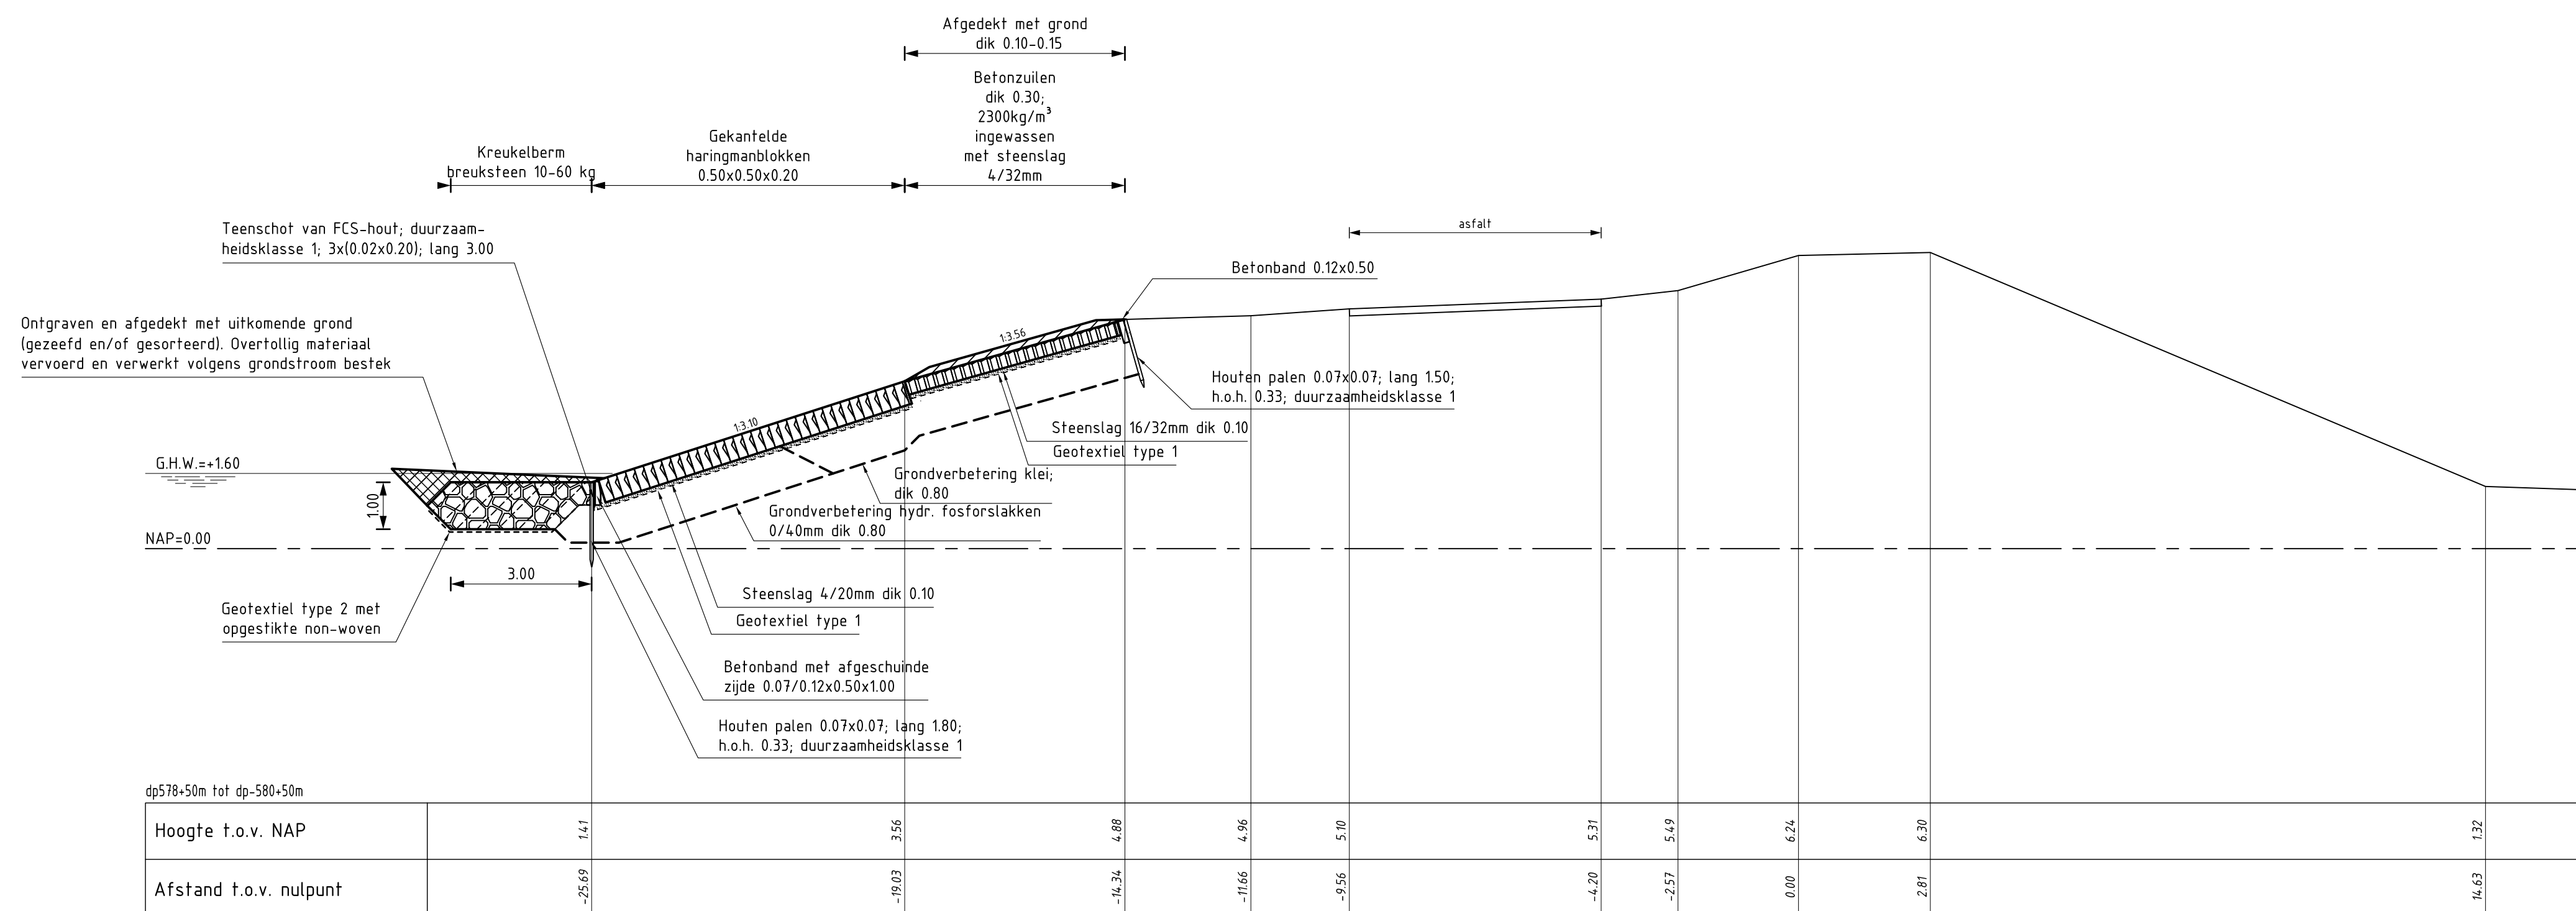 Afgedekt met grond
dik 0.10-0.15
Betonzuilen
dik 0.30;
2300kg/m³
ingewassen
met steenslag
4/32mm
Gekantelde
haringmanblokken
0.50x0.50x0.20
Kreukelberm
breuksteen 10-60 kg
Teenschot van FCS-hout; duurzaam-
heidsklasse 1; 3x(0.02x0.20); lang 3.00
asfalt
Betonband 0.12x0.50
Ontgraven en afgedekt met uitkomende grond
(gezeefd en/of gesorteerd). Overtollig materiaal
vervoerd en verwerkt volgens grondstroom bestek
1:3.56
Houten palen 0.07x0.07; lang 1.50;
h.o.h. 0.33; duurzaamheidsklasse 1
1:3.10
Steenslag 16/32mm dik 0.10
Geotextiel type 1
G.H.W.=+1.60
Grondverbetering klei;
dik 0.80
1.00
Grondverbetering hydr. fosforslakken
0/40mm dik 0.80
NAP=0.00
3.00
Steenslag 4/20mm dik 0.10
Geotextiel type 1
Geotextiel type 2 met
opgestikte non-woven
Betonband met afgeschuinde
zijde 0.07/0.12x0.50x1.00
Houten palen 0.07x0.07; lang 1.80;
h.o.h. 0.33; duurzaamheidsklasse 1
dp578+50m tot dp-580+50m
Hoogte t.o.v. NAP 1.41 3.56 4.88 4.96 5.10 5.31 5.49 6.24 6.30 1.32
Afstand t.o.v. nulpunt -25.69 -19.03 -14.34 -11.66 -9.56 -4.20 -2.57 0.00 2.81 14.63